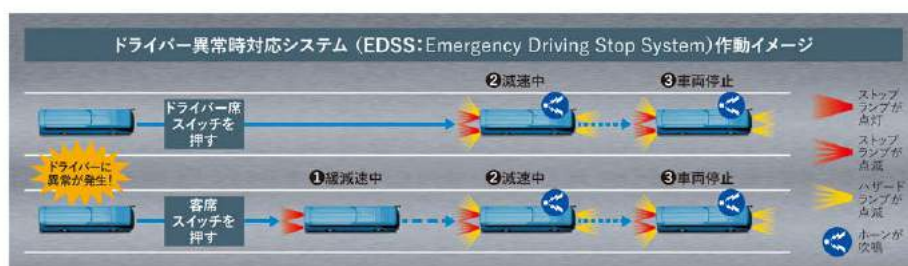 ドライバー異常時対応システム (EDSS:Emergency Driving Stop System)作動イメージ
❷減速中
❸車両停止
ドライバー席
スイッチを
押す
ドライバーに
異常が発生!
❶緩減速中
❷減速中
❸車両停止
客席
スイッチを
押す
ストップ
ランプが
点灯
ストップ
ランプが
点滅
ハザード
ランプが
点滅
ホーンが
吹鳴